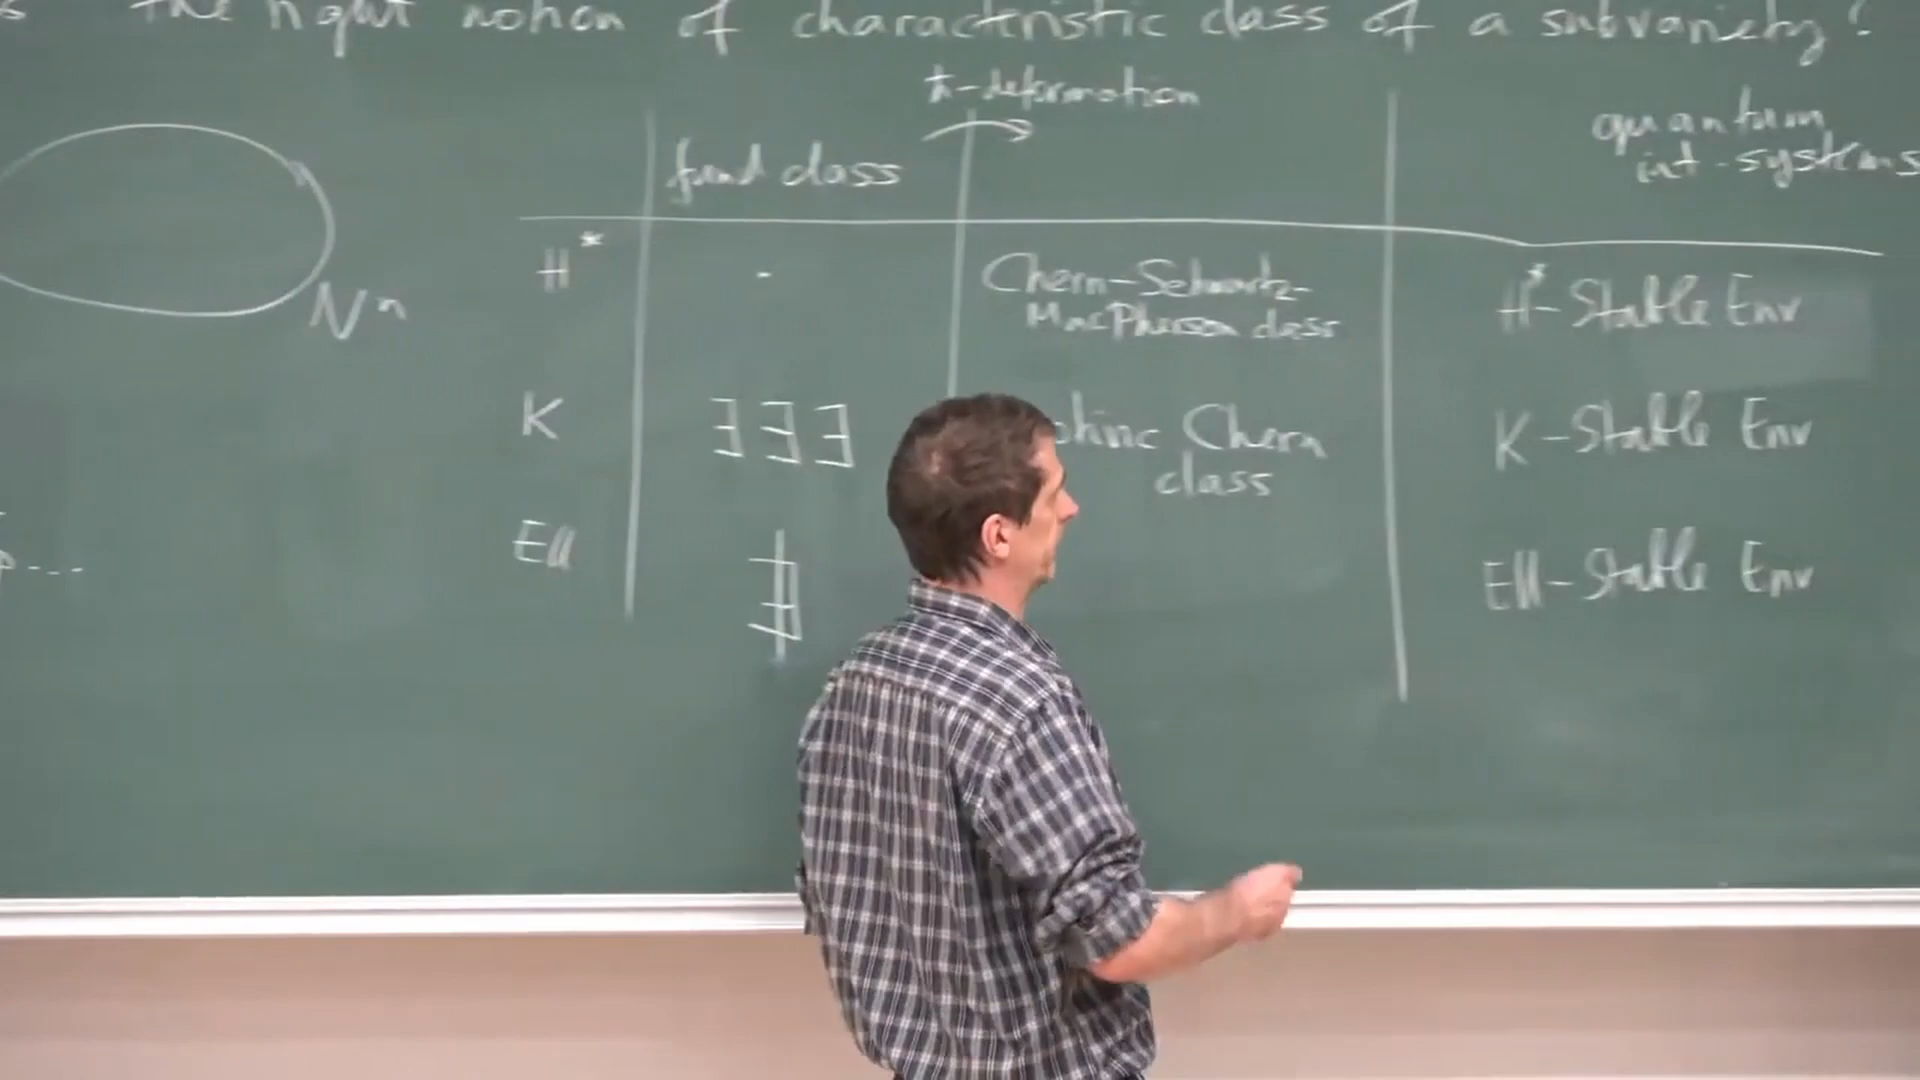 s the right notion of characteristic class of a subvariety?
ħ-deformation
fund class
quantum
int-systems
Nⁿ
H*
·
Chern-Schwartz-
MacPherson class
H*-Stable Env
K
∃ ∃ ∃
Chern
class
K-Stable Env
Ell
∄
Ell-Stable Env